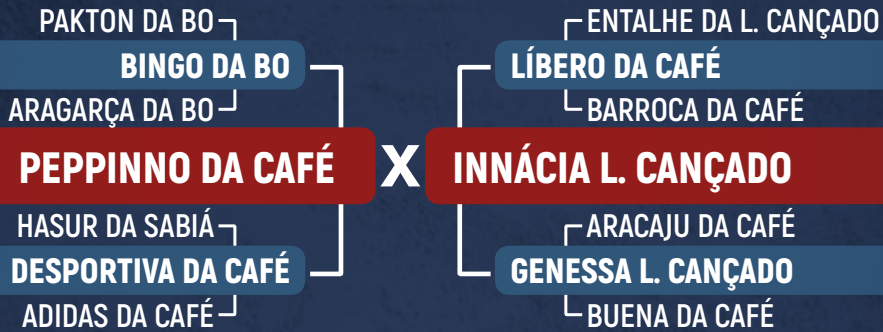 PAKTON DA BO
ENTALHE DA L. CANÇADO
BINGO DA BO
LÍBERO DA CAFÉ
ARAGARÇA DA BO
BARROCA DA CAFÉ
PEPPINNO DA CAFÉ X INNÁCIA L. CANÇADO
HASUR DA SABIÁ
ARACAJU DA CAFÉ
DESPORTIVA DA CAFÉ
GENESSA L. CANÇADO
ADIDAS DA CAFÉ
BUENA DA CAFÉ